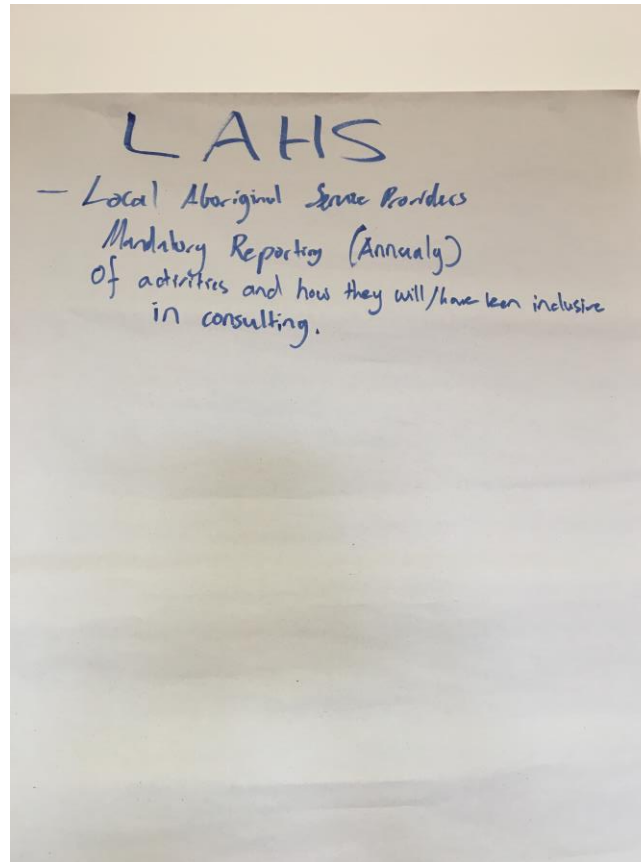 LAHS
- Local Aboriginal Service Providers
Mandatory Reporting (Annualy)
Of activities and how they will/have been inclusive
in consulting.